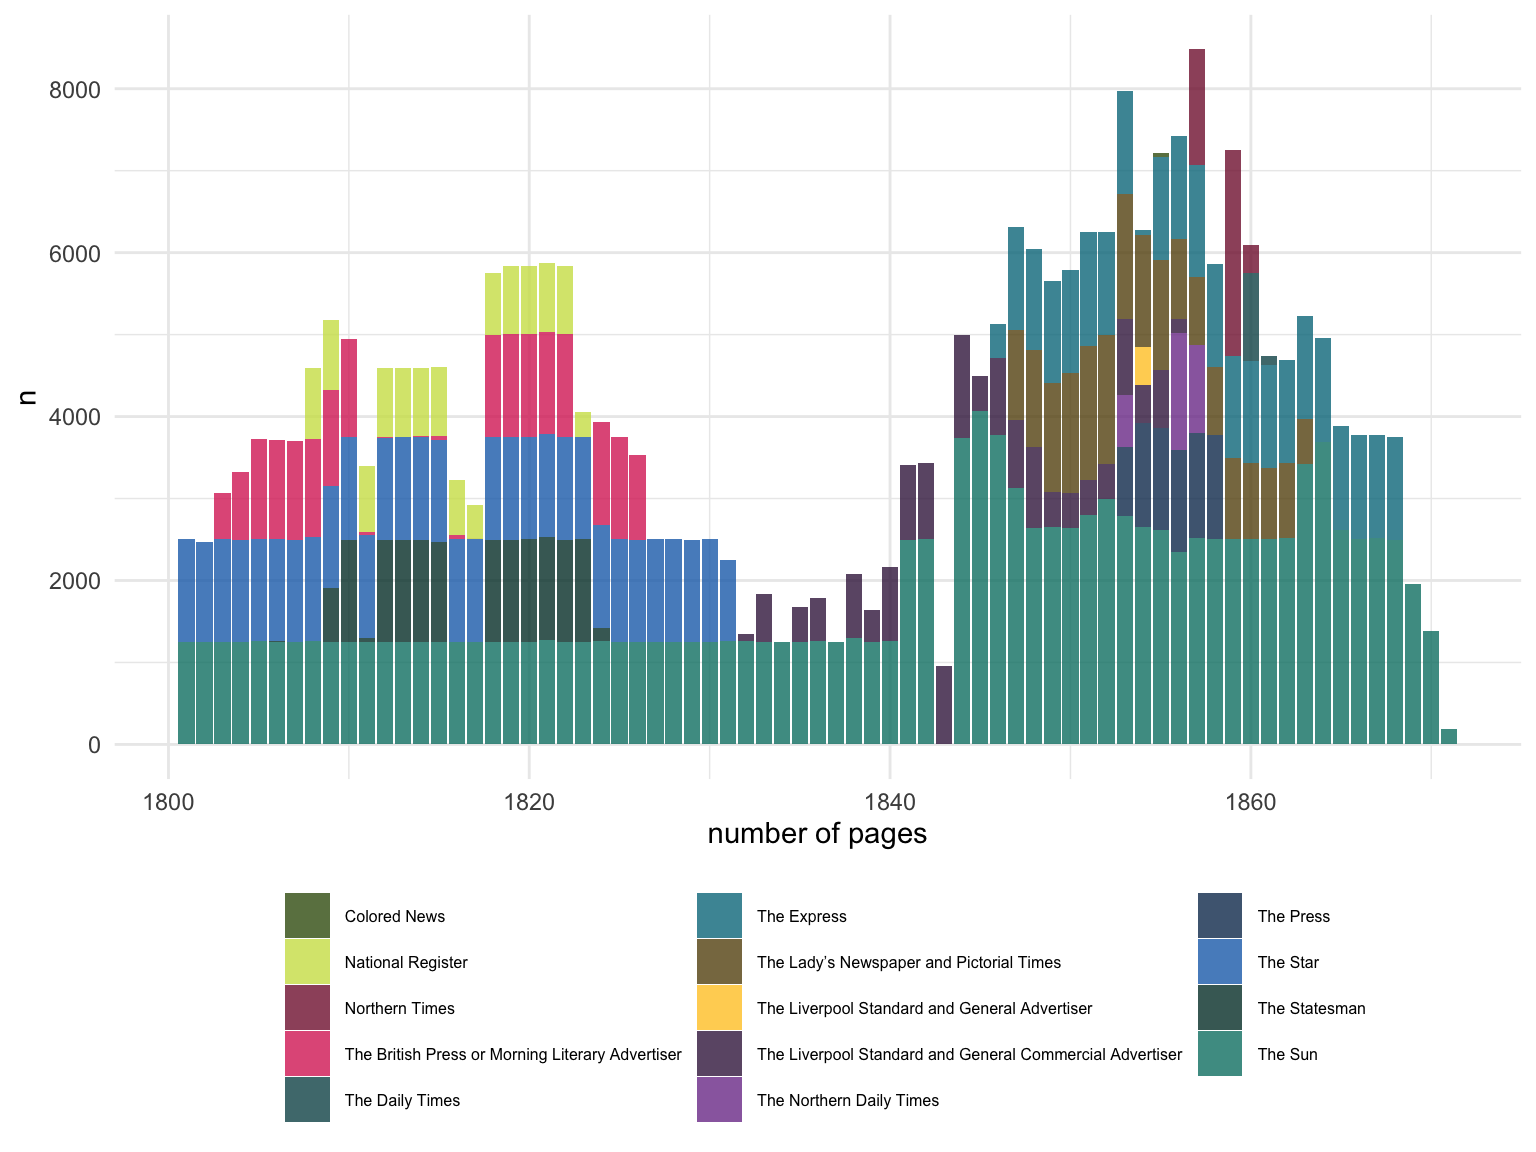 8000
6000
4000
2000
0
n
1800 1820 1840 1860
number of pages
Colored News
National Register
Northern Times
The British Press or Morning Literary Advertiser
The Daily Times
The Express
The Lady's Newspaper and Pictorial Times
The Liverpool Standard and General Advertiser
The Liverpool Standard and General Commercial Advertiser
The Northern Daily Times
The Press
The Star
The Statesman
The Sun